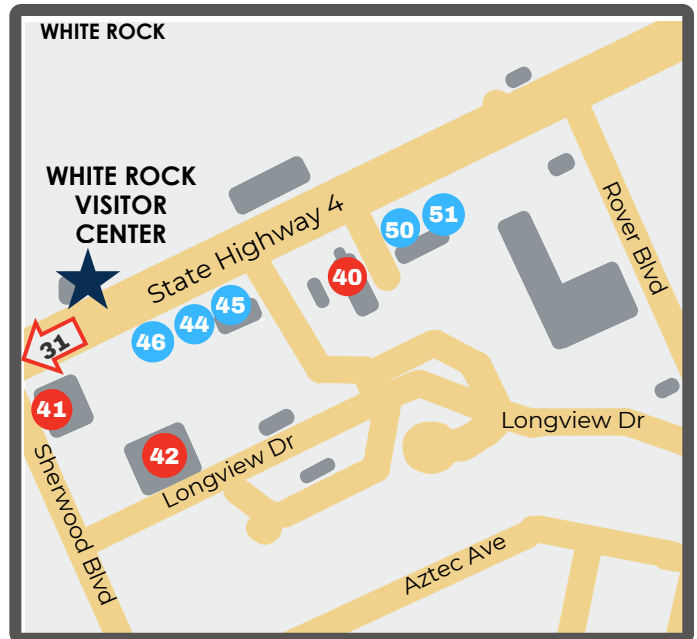 WHITE ROCK
WHITE ROCK
VISITOR
CENTER
State Highway 4
Rover Blvd
51
50
40
45
44
46
31
41
42
Longview Dr
Longview Dr
Sherwood Blvd
Aztec Ave